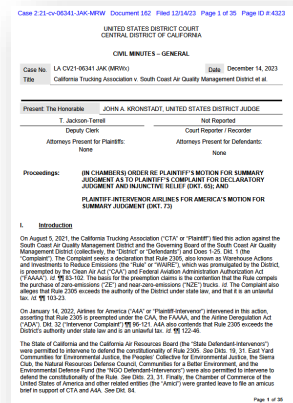 Case 2:21-cv-06341-JAK-MRW Document 162 Filed 12/14/23 Page 1 of 35 Page ID #:4323
UNITED STATES DISTRICT COURT
CENTRAL DISTRICT OF CALIFORNIA
CIVIL MINUTES – GENERAL
Case No. LA CV21-06341 JAK (MRWx) Date December 14, 2023
Title California Trucking Association v. South Coast Air Quality Management District et al.
Present: The Honorable JOHN A. KRONSTADT, UNITED STATES DISTRICT JUDGE
T. Jackson-Terrell Not Reported
Deputy Clerk Court Reporter / Recorder
Attorneys Present for Plaintiffs: Attorneys Present for Defendants:
None None
Proceedings: (IN CHAMBERS) ORDER RE PLAINTIFF'S MOTION FOR SUMMARY
JUDGMENT AS TO PLAINTIFF'S COMPLAINT FOR DECLARATORY
JUDGMENT AND INJUNCTIVE RELIEF (DKT. 65); AND
PLAINTIFF-INTERVENOR AIRLINES FOR AMERICA'S MOTION FOR
SUMMARY JUDGMENT (DKT. 73)
I. Introduction
On August 5, 2021, the California Trucking Association ("CTA" or "Plaintiff") filed this action against the
South Coast Air Quality Management District and the Governing Board of the South Coast Air Quality
Management District (collectively, the "District" or "Defendants") and Does 1-25. Dkt. 1 (the
"Complaint"). The Complaint seeks a declaration that Rule 2305, also known as Warehouse Actions
and Investments to Reduce Emissions (the "Rule" or "WAIRE"), which was promulgated by the District,
is preempted by the Clean Air Act ("CAA") and Federal Aviation Administration Authorization Act
("FAAAA"). Id. ¶¶ 83-102. The basis for the preemption claims is the contention that the Rule compels
the purchase of zero-emissions ("ZE") and near-zero-emissions ("NZE") trucks. Id. The Complaint also
alleges that Rule 2305 exceeds the authority of the District under state law, and that it is an unlawful
tax. Id. ¶¶ 103-23.
On January 14, 2022, Airlines for America ("A4A" or "Plaintiff-Intervenor") intervened in this action,
asserting that Rule 2305 is preempted under the CAA, the FAAAA, and the Airline Deregulation Act
("ADA"). Dkt. 32 ("Intervenor Complaint") ¶¶ 96-121. A4A also contends that Rule 2305 exceeds the
District's authority under state law and is an unlawful tax. Id. ¶¶ 122-46.
The State of California and the California Air Resources Board (the "State Defendant-Intervenors")
were permitted to intervene to defend the constitutionality of Rule 2305. See Dkts. 19, 31. East Yard
Communities for Environmental Justice, the Peoples' Collective for Environmental Justice, the Sierra
Club, the Natural Resources Defense Council, Communities for a Better Environment, and the
Environmental Defense Fund (the "NGO Defendant-Intervenors") were also permitted to intervene to
defend the constitutionality of the Rule. See Dkts. 23, 31. Finally, the Chamber of Commerce of the
United States of America and other related entities (the "Amici") were granted leave to file an amicus
brief in support of CTA and A4A. See Dkt. 84.
Page 1 of 35